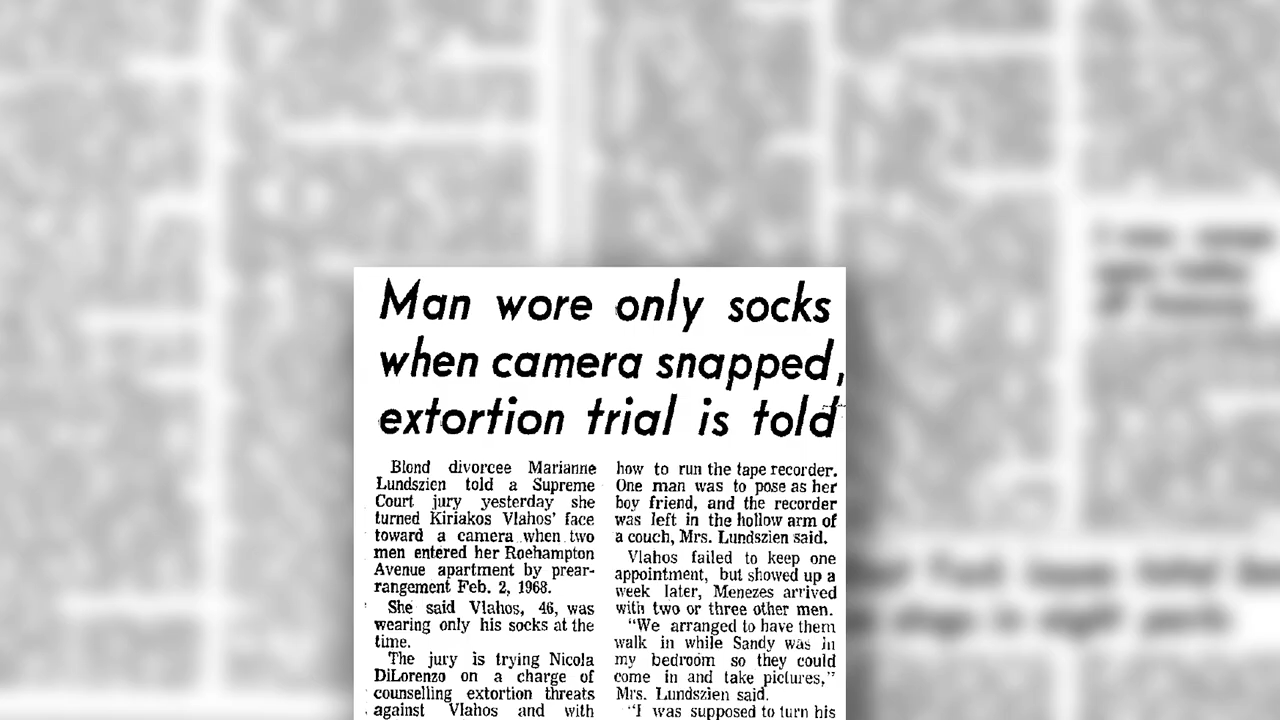 Man wore only socks
when camera snapped,
extortion trial is told
Blond divorcee Marianne
Lundszien told a Supreme
Court jury yesterday she
turned Kiriakos Vlahos' face
toward a camera when two
men entered her Roehampton
Avenue apartment by prear-
rangement Feb. 2, 1968.
She said Vlahos, 46, was
wearing only his socks at the
time.
The jury is trying Nicola
DiLorenzo on a charge of
counselling extortion threats
against Vlahos and with
how to run the tape recorder.
One man was to pose as her
boy friend, and the recorder
was left in the hollow arm of
a couch, Mrs. Lundszien said.
Vlahos failed to keep one
appointment, but showed up a
week later, Menezes arrived
with two or three other men.
"We arranged to have them
walk in while Sandy was in
my bedroom so they could
come in and take pictures,"
Mrs. Lundszien said.
"I was supposed to turn his